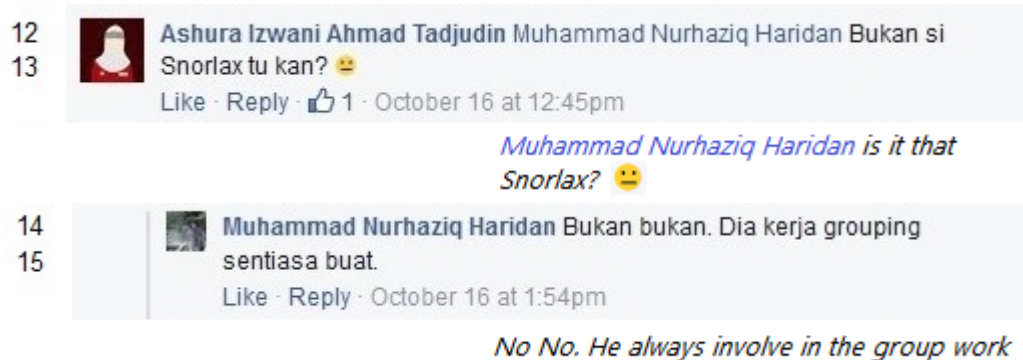 12 Ashura Izwani Ahmad Tadjudin Muhammad Nurhaziq Haridan Bukan si
13 Snorlax tu kan? 😐
Like · Reply · 👍 1 · October 16 at 12:45pm
Muhammad Nurhaziq Haridan is it that
Snorlax? 😐
14 Muhammad Nurhaziq Haridan Bukan bukan. Dia kerja grouping
15 sentiasa buat.
Like · Reply · October 16 at 1:54pm
No No. He always involve in the group work